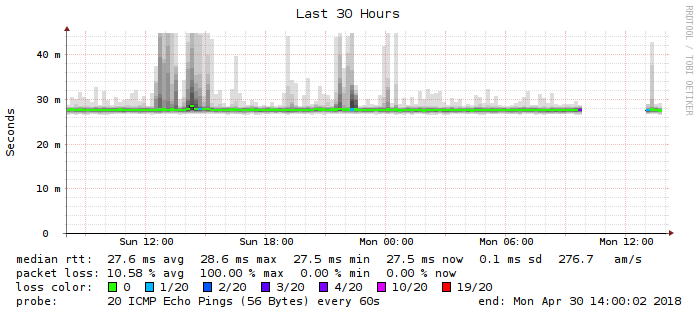 Last 30 Hours
RRDTOOL / TOBI OETIKER
Seconds
40 m
30 m
20 m
10 m
0
Sun 12:00 Sun 18:00 Mon 00:00 Mon 06:00 Mon 12:00
median rtt: 27.6 ms avg 28.6 ms max 27.5 ms min 27.5 ms now 0.1 ms sd 276.7 am/s
packet loss: 10.58 % avg 100.00 % max 0.00 % min 0.00 % now
loss color: 0 1/20 2/20 3/20 4/20 10/20 19/20
probe: 20 ICMP Echo Pings (56 Bytes) every 60s end: Mon Apr 30 14:00:02 2018